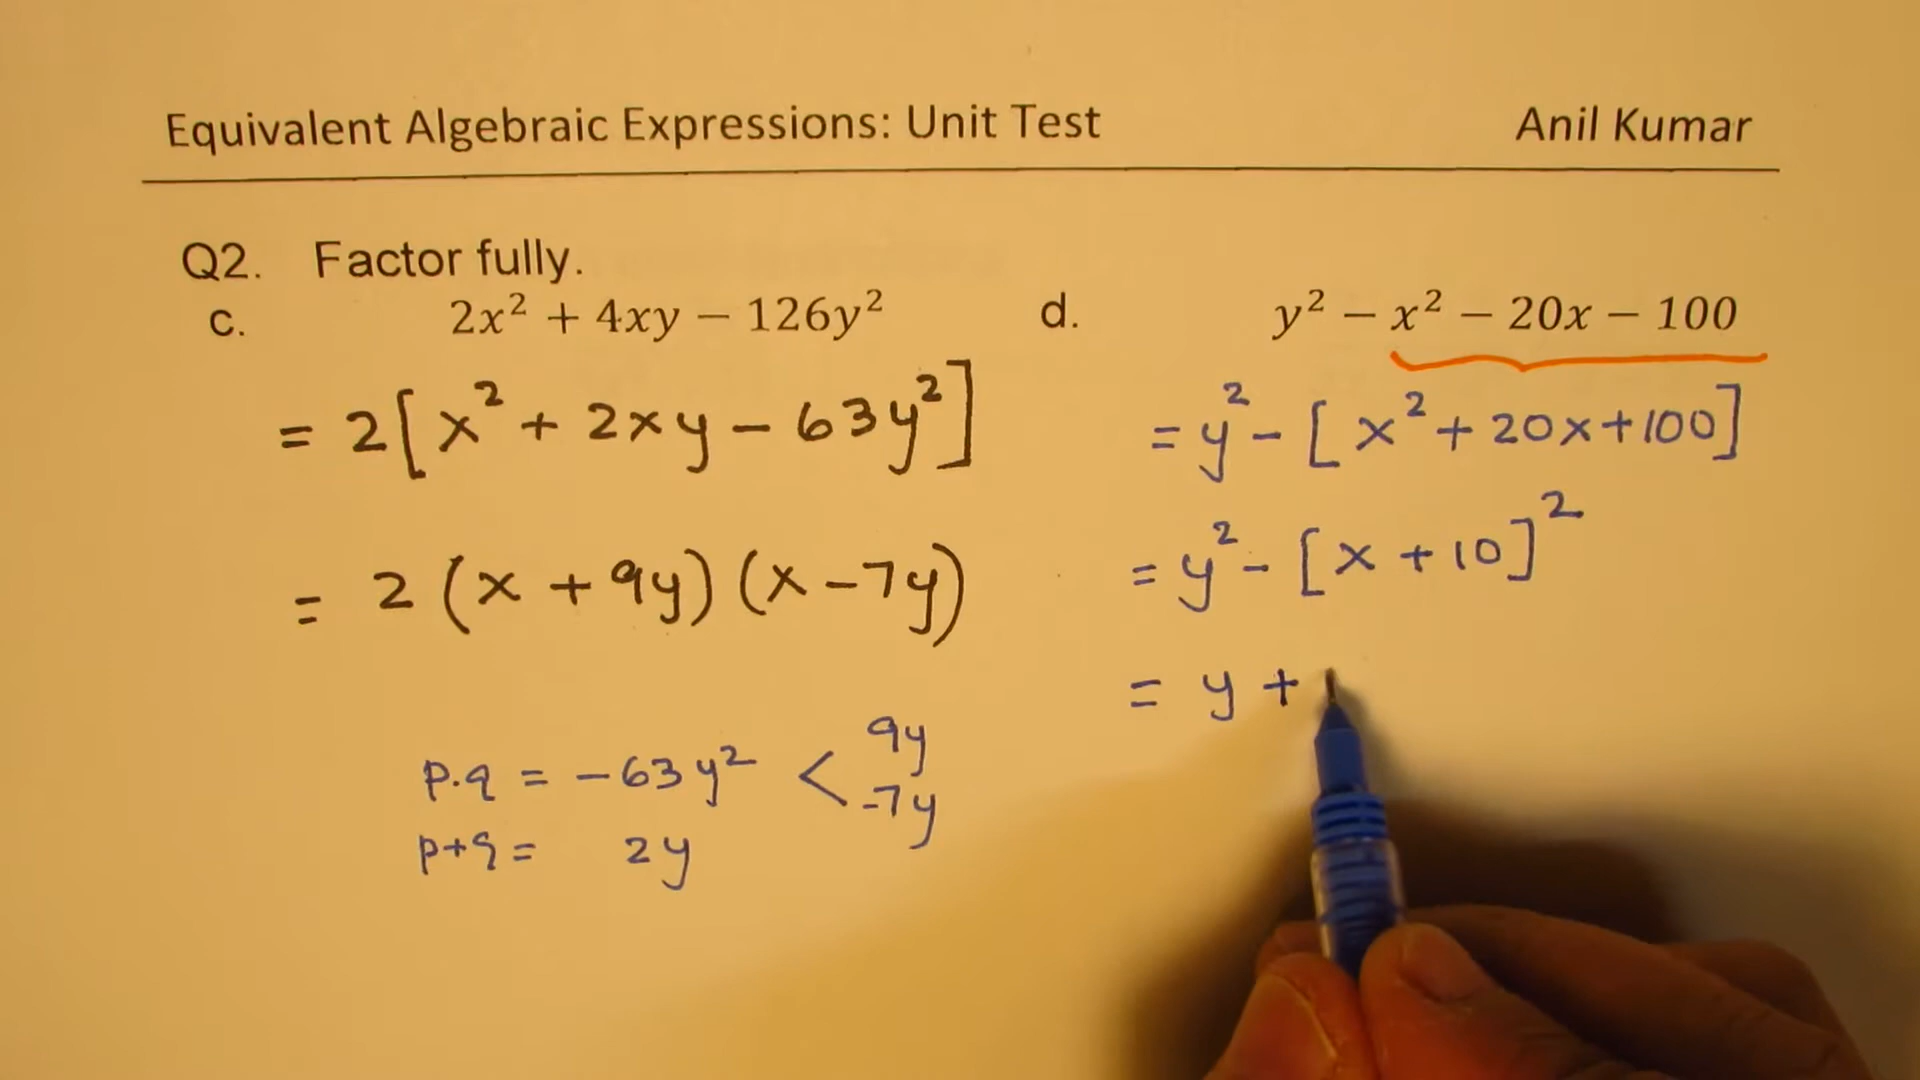 Equivalent Algebraic Expressions: Unit Test Anil Kumar
Q2. Factor fully.
c. 2x² + 4xy − 126y²
= 2[x² + 2xy − 63y²]
= 2(x + 9y)(x − 7y)
p.q = −63y² < 9y
-7y
p+q = 2y
d. y² − x² − 20x − 100
= y² − [x² + 20x + 100]
= y² − [x + 10]²
= y +